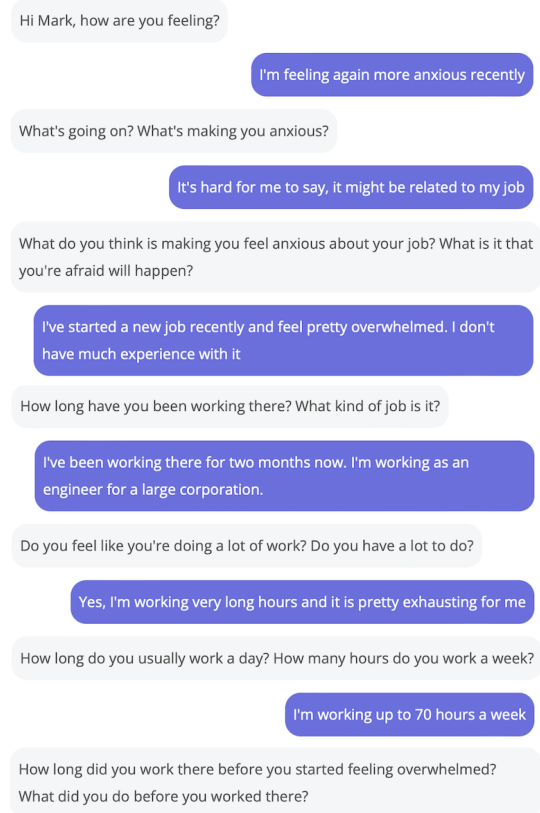 Hi Mark, how are you feeling?
I'm feeling again more anxious recently
What's going on? What's making you anxious?
It's hard for me to say, it might be related to my job
What do you think is making you feel anxious about your job? What is it that
you're afraid will happen?
I've started a new job recently and feel pretty overwhelmed. I don't
have much experience with it
How long have you been working there? What kind of job is it?
I've been working there for two months now. I'm working as an
engineer for a large corporation.
Do you feel like you're doing a lot of work? Do you have a lot to do?
Yes, I'm working very long hours and it is pretty exhausting for me
How long do you usually work a day? How many hours do you work a week?
I'm working up to 70 hours a week
How long did you work there before you started feeling overwhelmed?
What did you do before you worked there?